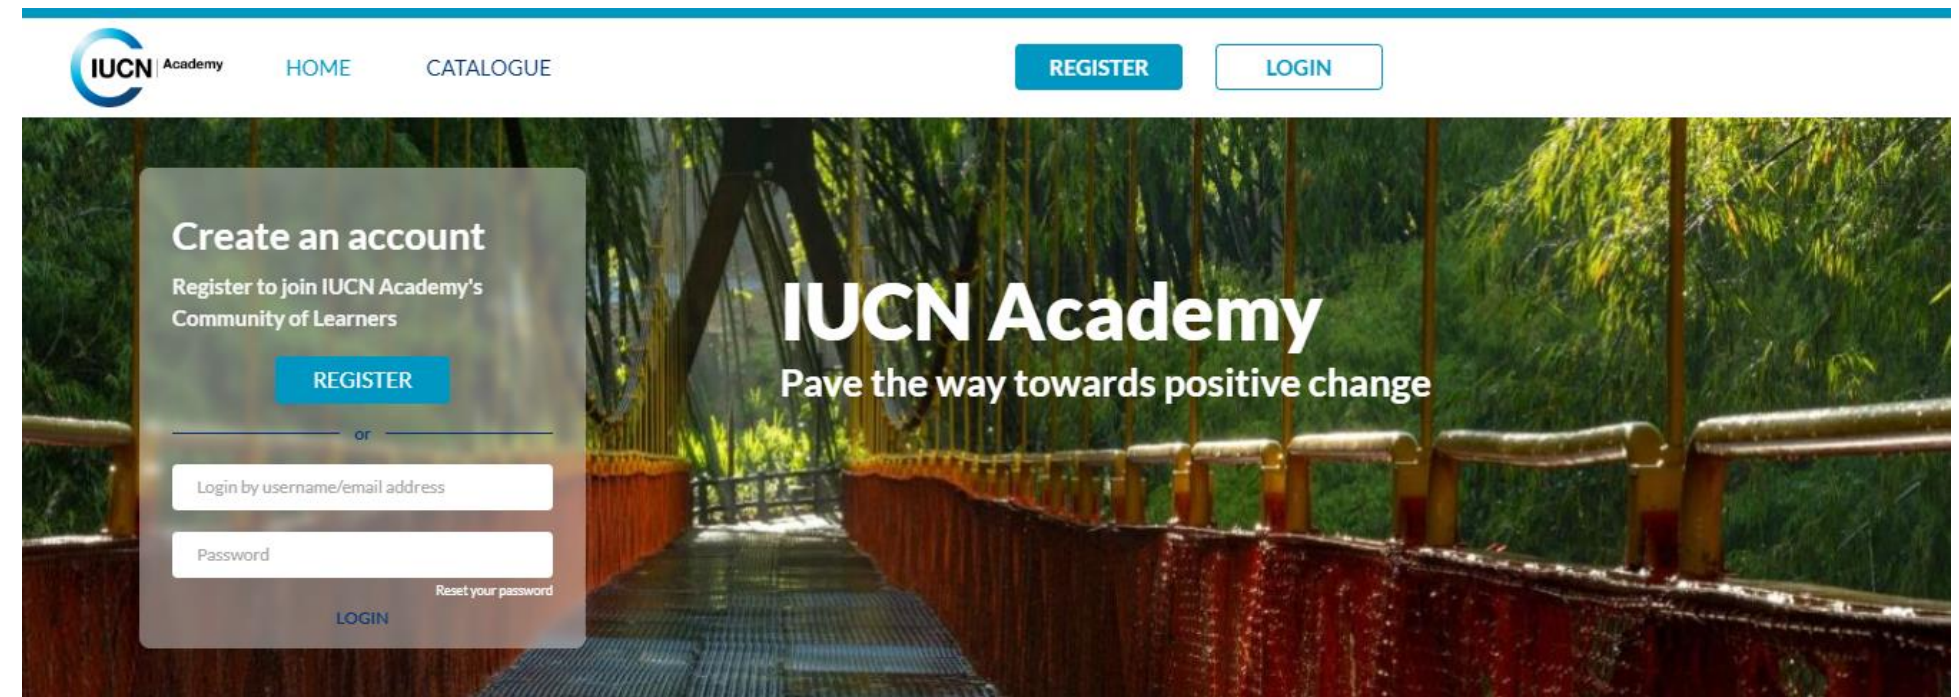 IUCN Academy
HOME
CATALOGUE
REGISTER
LOGIN
Create an account
Register to join IUCN Academy's
Community of Learners
REGISTER
or
Login by username/email address
Password
Reset your password
LOGIN
IUCN Academy
Pave the way towards positive change